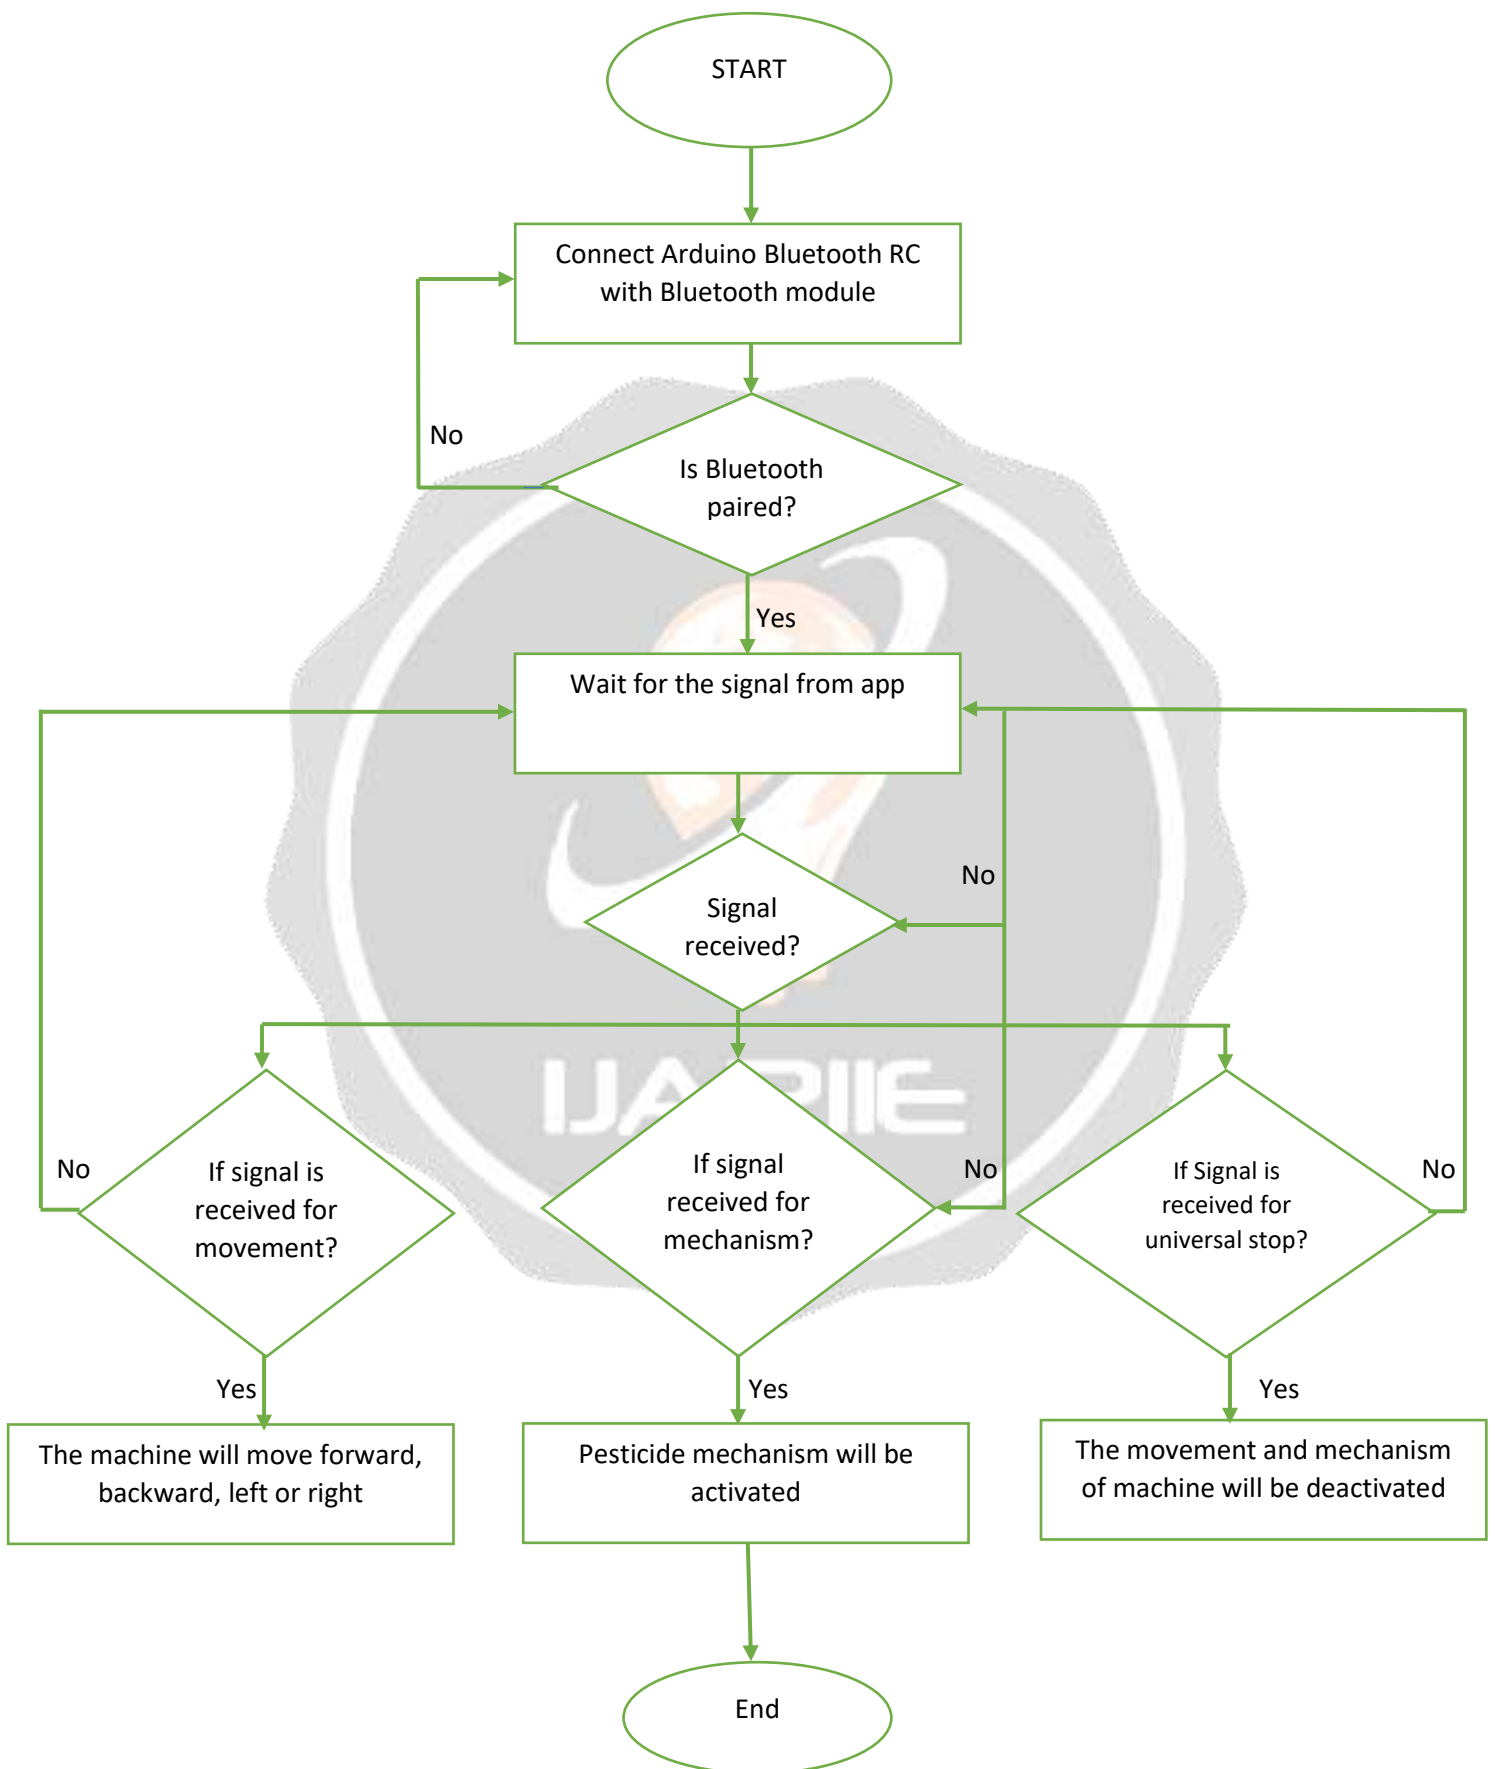 START
Connect Arduino Bluetooth RC
with Bluetooth module
No
Is Bluetooth
paired?
Yes
Wait for the signal from app
No
Signal
received?
No
If signal is
received for
movement?
If signal
received for
mechanism?
No
If Signal is
received for
universal stop?
No
Yes
Yes
Yes
The machine will move forward,
backward, left or right
Pesticide mechanism will be
activated
The movement and mechanism
of machine will be deactivated
End